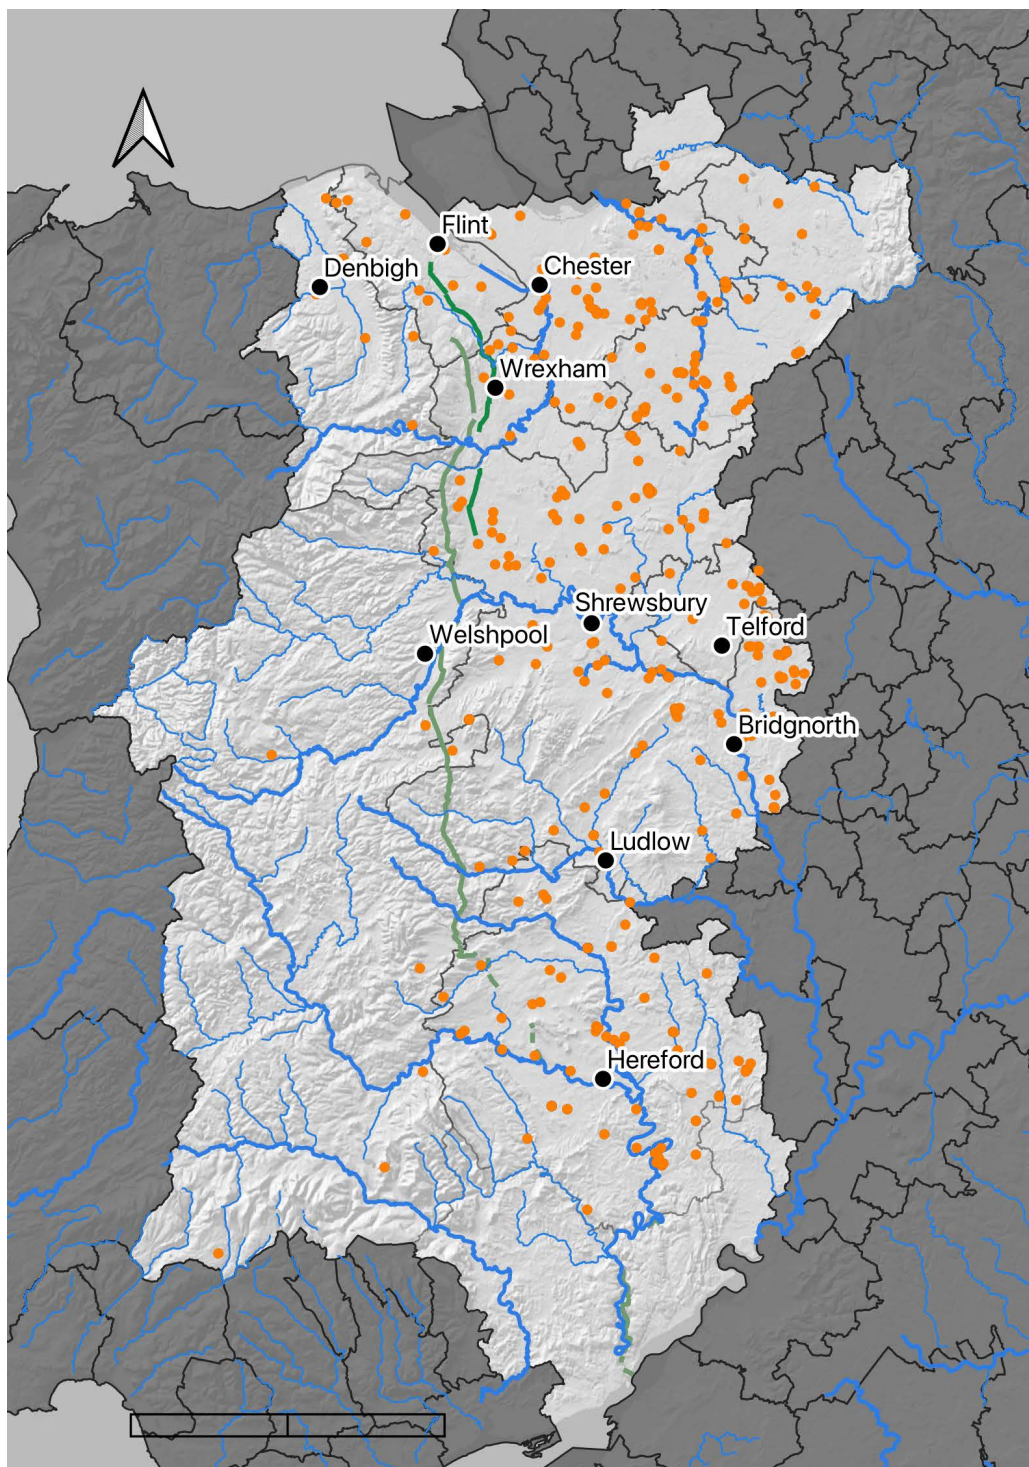 Flint
Denbigh
Chester
Wrexham
Shrewsbury
Telford
Welshpool
Bridgnorth
Ludlow
Hereford